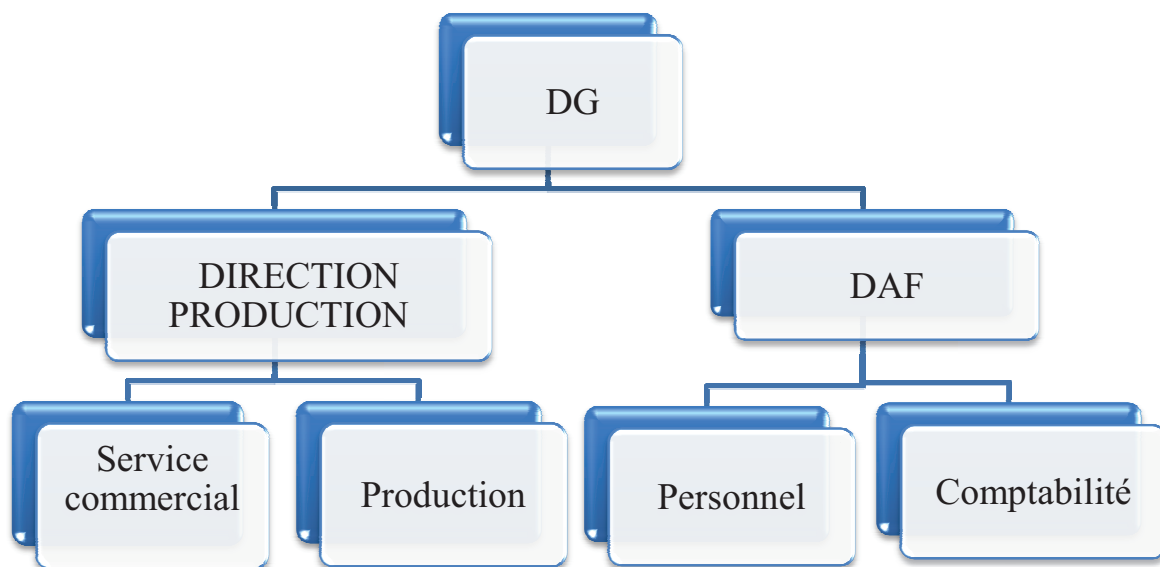 DG
DIRECTION
PRODUCTION
DAF
Service
commercial
Production
Personnel
Comptabilité